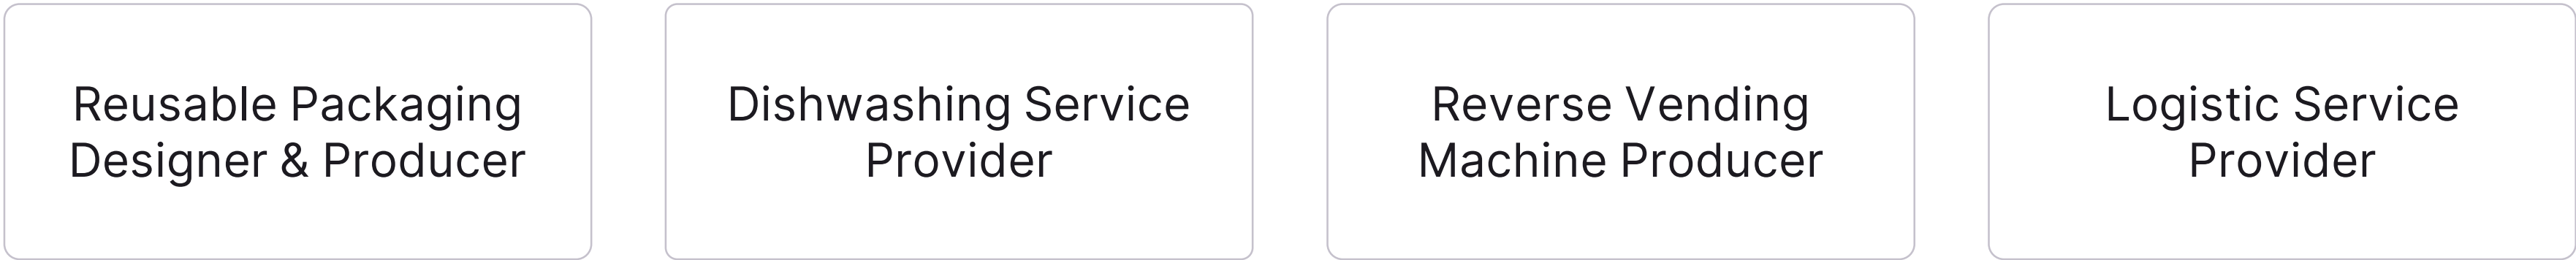 Reusable Packaging
Designer & Producer
Dishwashing Service
Provider
Reverse Vending
Machine Producer
Logistic Service
Provider